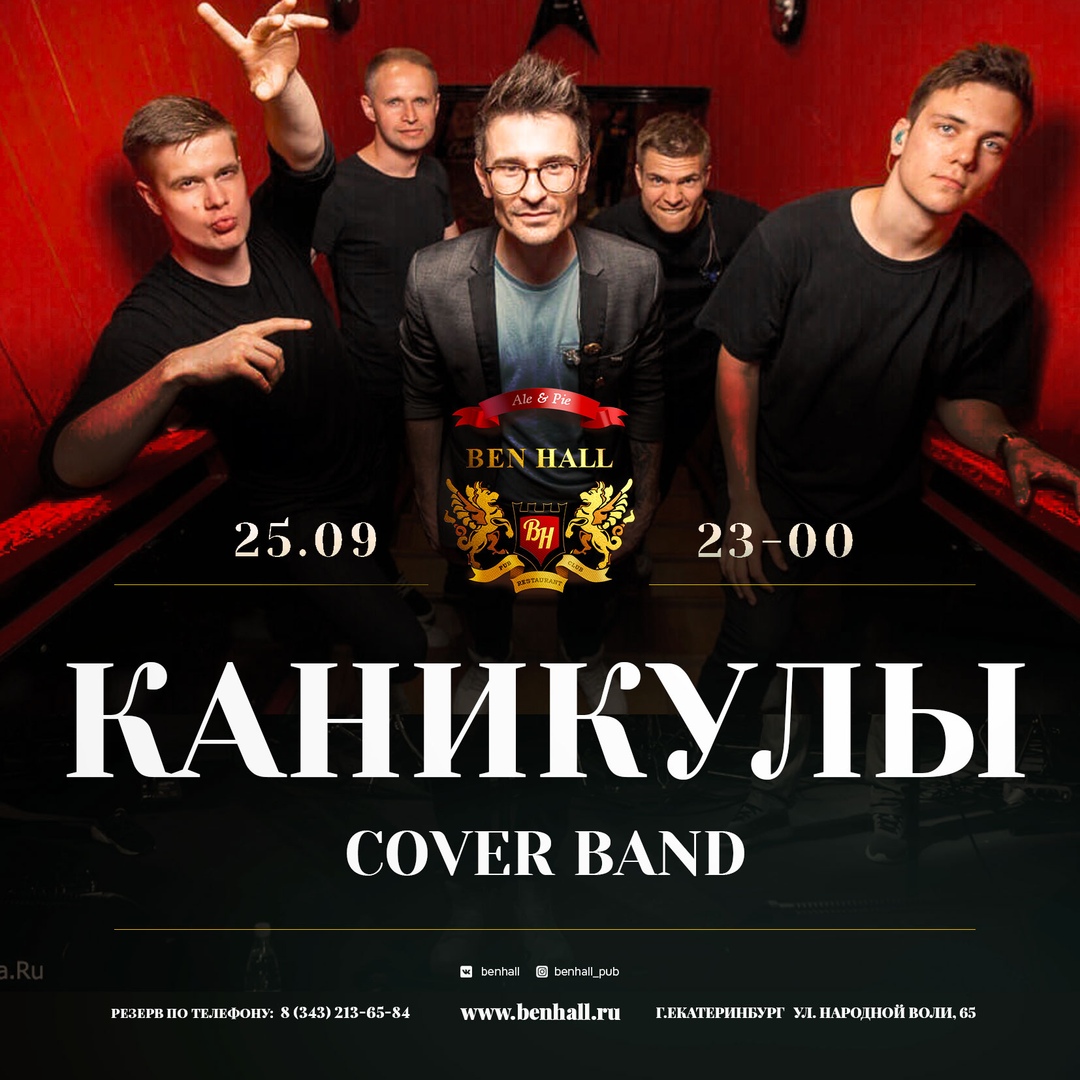 Ale & Pie
BEN HALL
BH
PUB RESTAURANT CLUB
25.09
23-00
КАНИКУЛЫ
COVER BAND
a.Ru
benhall benhall_pub
РЕЗЕРВ ПО ТЕЛЕФОНУ: 8 (343) 213-65-84
www.benhall.ru
Г.ЕКАТЕРИНБУРГ УЛ. НАРОДНОЙ ВОЛИ, 65